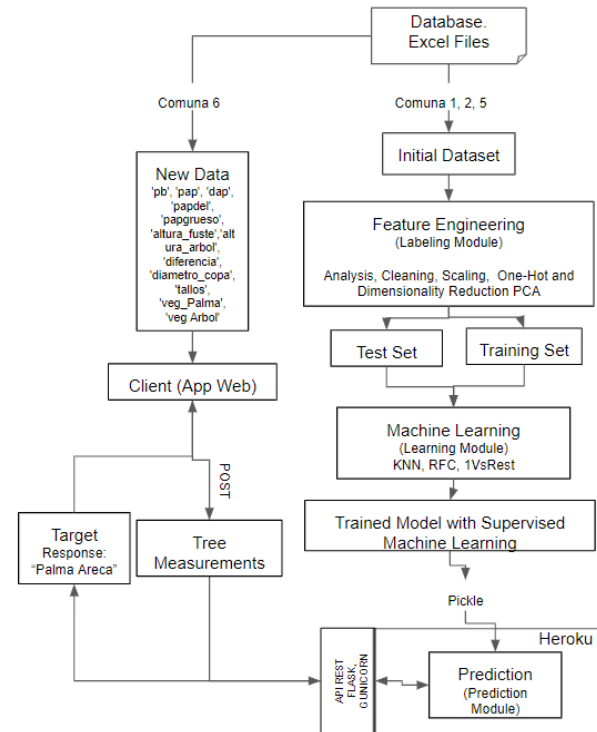 Database.
Excel Files
Comuna 6
Comuna 1, 2, 5
New Data
'pb', 'pap', 'dap',
'papdel',
'papgrueso',
'altura_fuste','alt
ura_arbol',
'diferencia',
'diametro_copa',
'tallos',
'veg_Palma',
'veg Arbol'
Initial Dataset
Feature Engineering
(Labeling Module)
Analysis, Cleaning, Scaling, One-Hot and
Dimensionality Reduction PCA
Test Set
Training Set
Client (App Web)
Machine Learning
(Learning Module)
KNN, RFC, 1VsRest
POST
Target
Response:
“Palma Areca”
Tree
Measurements
Trained Model with Supervised
Machine Learning
Pickle
Heroku
API REST
FLASK,
GUNICORN
Prediction
(Prediction
Module)